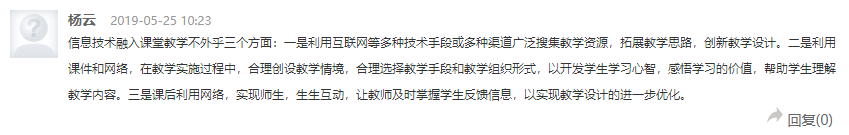 杨云 2019-05-25 10:23
信息技术融入课堂教学不外乎三个方面：一是利用互联网等多种技术手段或多种渠道广泛搜集教学资源，拓展教学思路，创新教学设计。二是利用
课件和网络，在教学实施过程中，合理创设教学情境，合理选择教学手段和教学组织形式，以开发学生学习心智，感悟学习的价值，帮助学生理解
教学内容。三是课后利用网络，实现师生，生生互动，让教师及时掌握学生反馈信息，以实现教学设计的进一步优化。
回复(0)